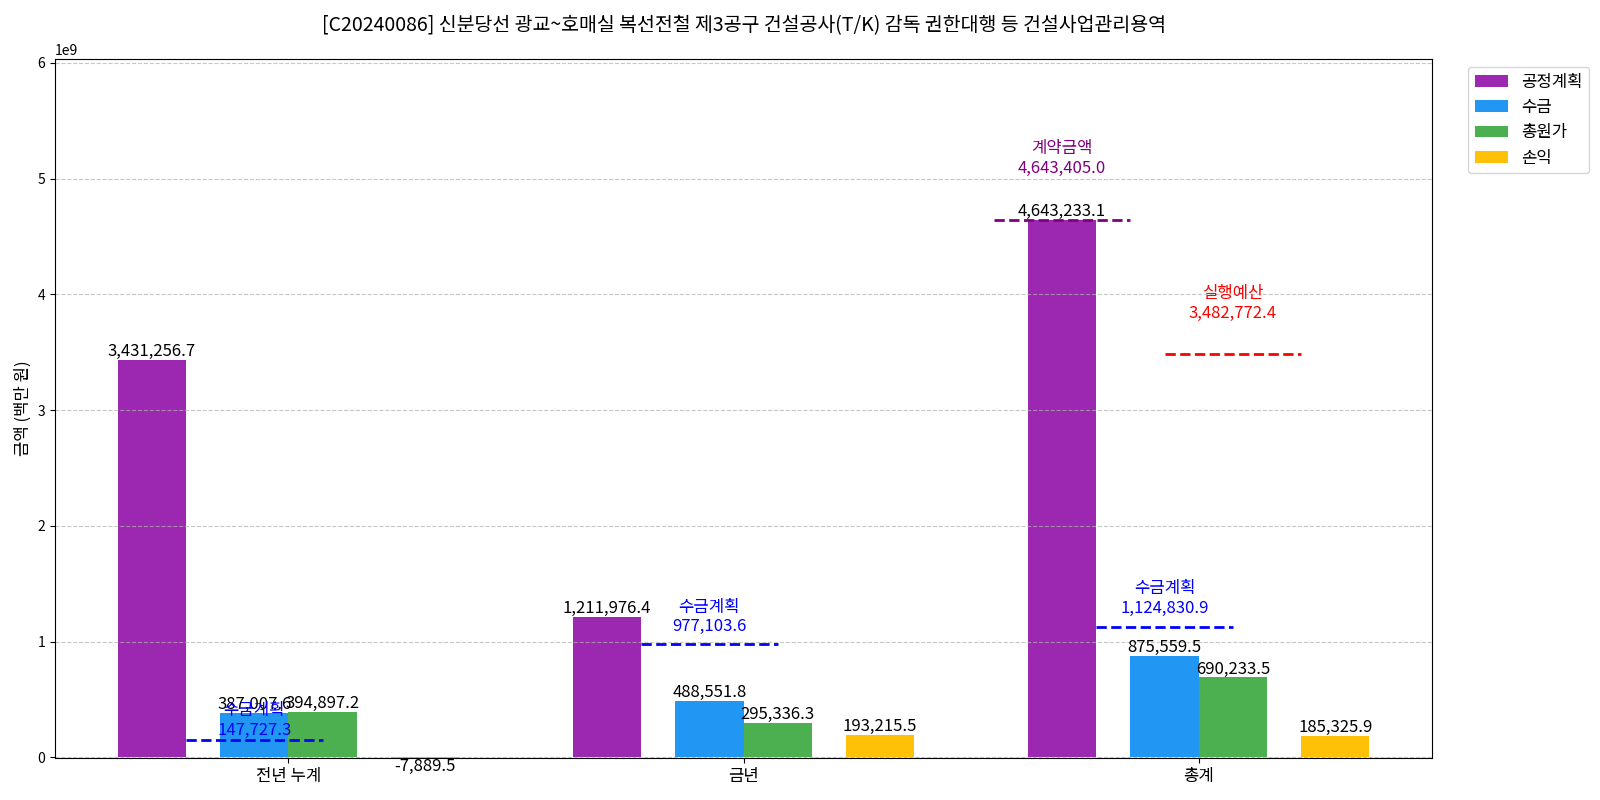 [C20240086] 신분당선 광교~호매실 복선전철 제3공구 건설공사(T/K) 감독 권한대행 등 건설사업관리용역
1e9
금액 (백만 원)
6
5
4
3
2
1
0
3,431,256.7
387,007.6
394,897.2
수금계획
147,727.3
-7,889.5
1,211,976.4
수금계획
977,103.6
488,551.8
295,336.3
193,215.5
계약금액
4,643,405.0
4,643,233.1
실행예산
3,482,772.4
수금계획
1,124,830.9
875,559.5
690,233.5
185,325.9
전년 누계
금년
총계
공정계획
수금
총원가
손익